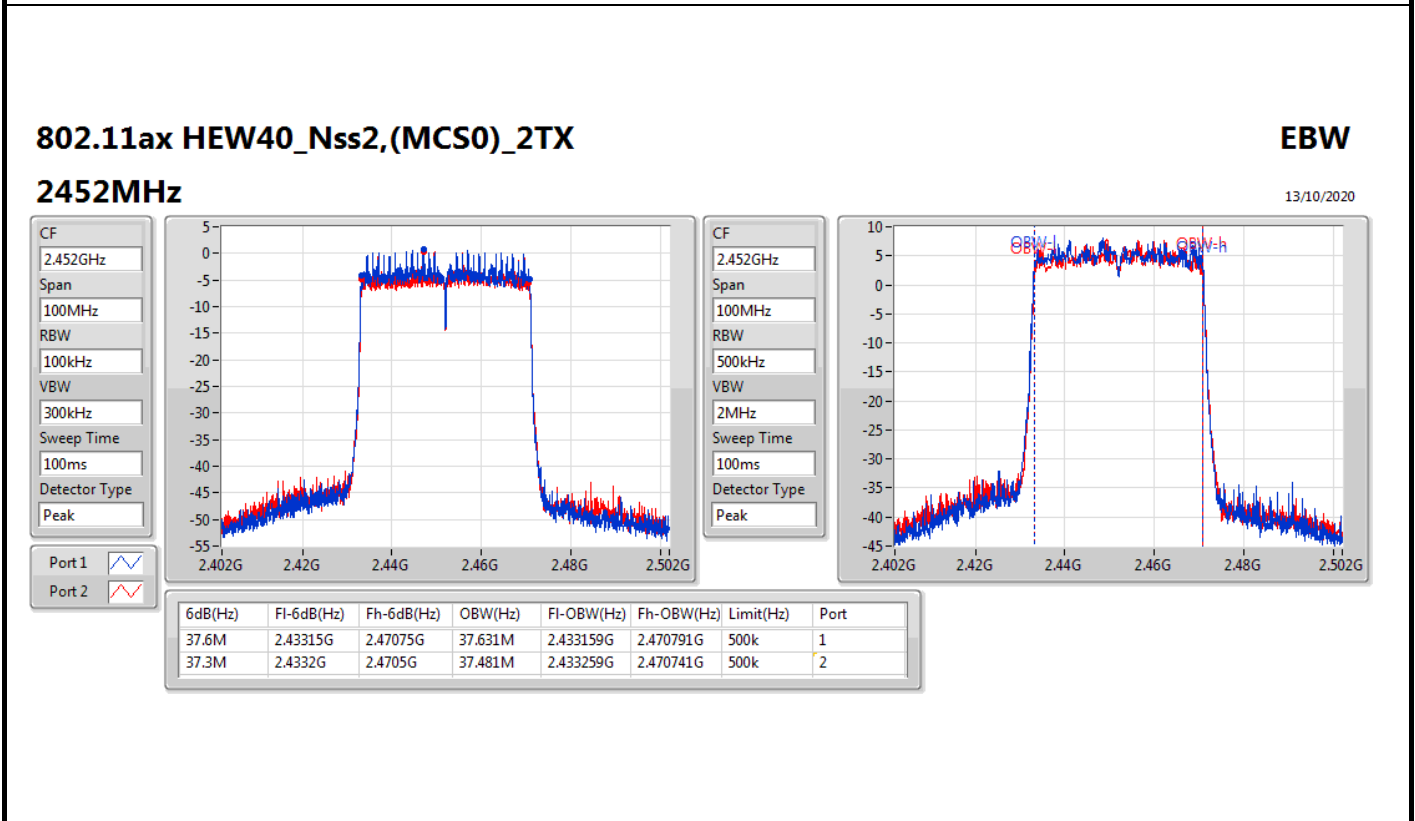 802.11ax HEW40_Nss2,(MCS0)_2TX
EBW
2452MHz
13/10/2020
CF
2.452GHz
Span
100MHz
RBW
100kHz
VBW
300kHz
Sweep Time
100ms
Detector Type
Peak
Port 1
Port 2
5
0
-5
-10
-15
-20
-25
-30
-35
-40
-45
-50
-55
2.402G 2.42G 2.44G 2.46G 2.48G 2.502G
CF
2.452GHz
Span
100MHz
RBW
500kHz
VBW
2MHz
Sweep Time
100ms
Detector Type
Peak
10
5
0
-5
-10
-15
-20
-25
-30
-35
-40
-45
OBW-l OBW-h
2.402G 2.42G 2.44G 2.46G 2.48G 2.502G
6dB(Hz) Fl-6dB(Hz) Fh-6dB(Hz) OBW(Hz) Fl-OBW(Hz) Fh-OBW(Hz) Limit(Hz) Port
37.6M 2.43315G 2.47075G 37.631M 2.433159G 2.470791G 500k 1
37.3M 2.4332G 2.4705G 37.481M 2.433259G 2.470741G 500k 2